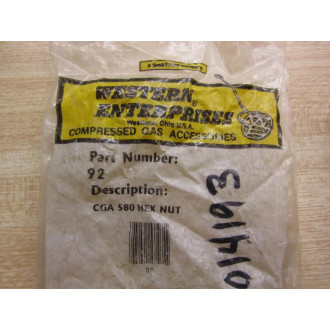 WESTERN
ENTERPRISES
Westlake, Ohio U.S.A.
COMPRESSED GAS ACCESSORIES
Part Number:
92
Description:
CGA 580 HEX NUT
014193